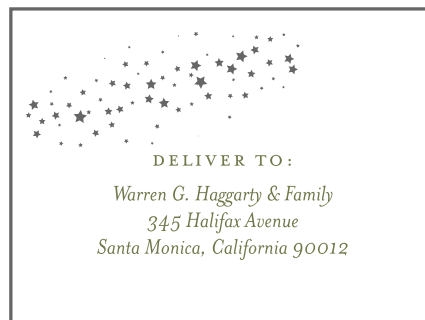 DELIVER TO:
Warren G. Haggarty & Family
345 Halifax Avenue
Santa Monica, California 90012